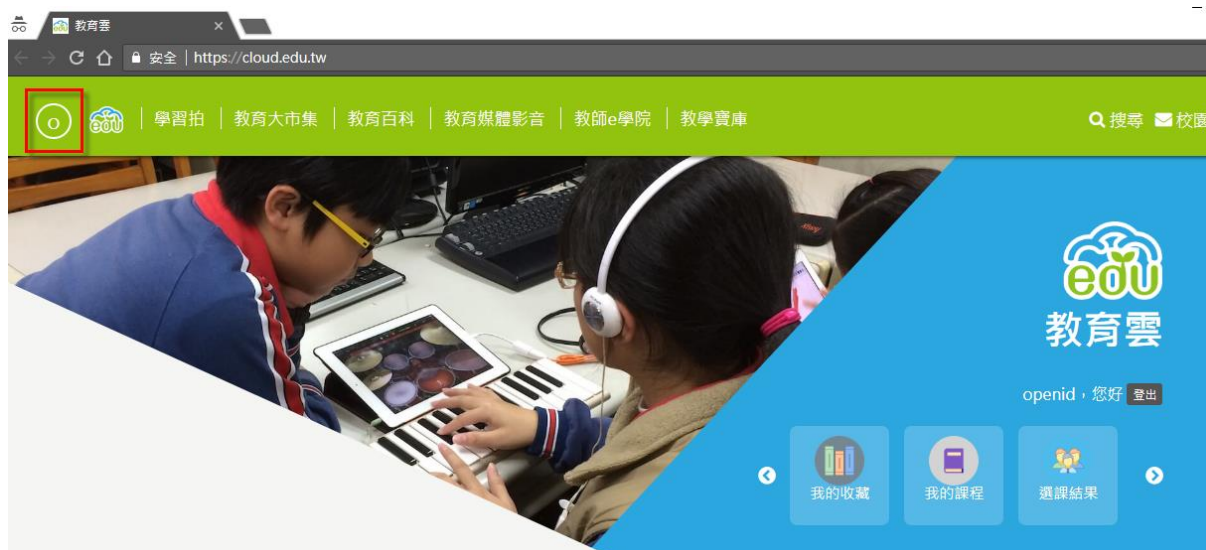 教育雲
安全 | https://cloud.edu.tw
o edu 學習拍 教育大市集 教育百科 教育媒體影音 教師e學院 教學寶庫 搜尋 校園
edu
教育雲
openid，您好 登出
我的收藏 我的課程 選課結果